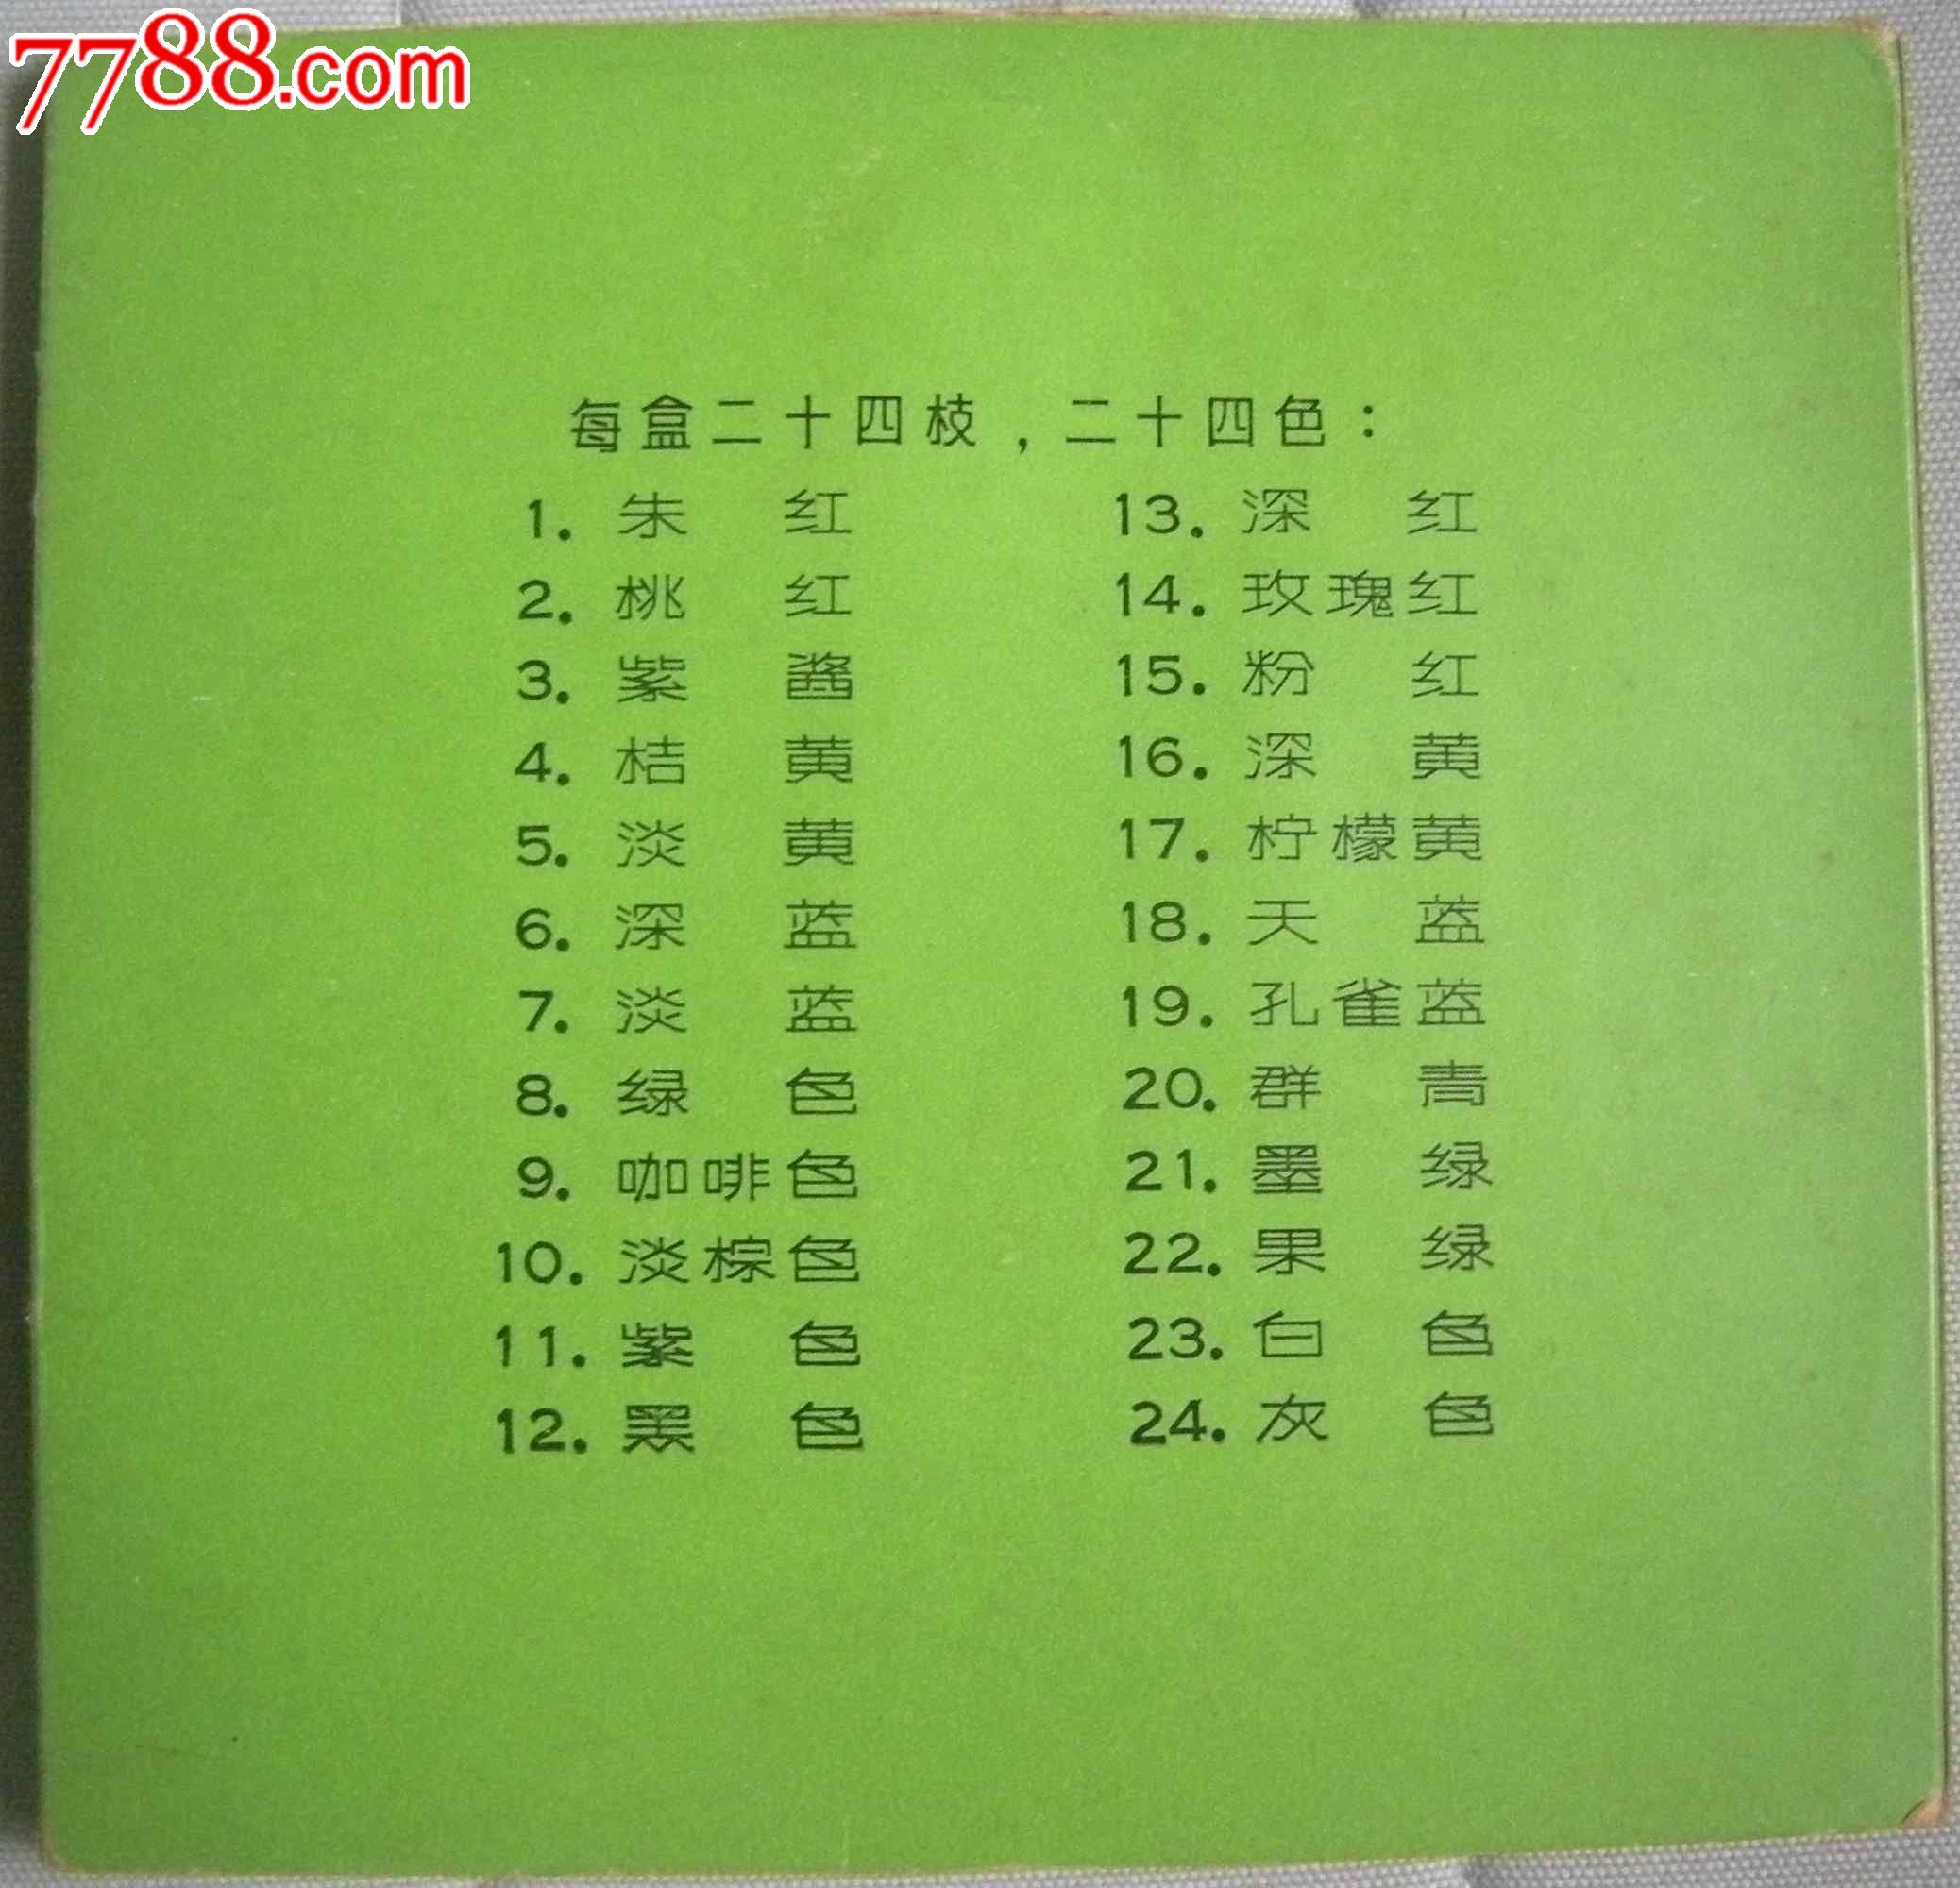 7788.com
每盒二十四枝，二十四色：
1. 朱红
2. 桃红
3. 紫酱
4. 桔黄
5. 淡黄
6. 深蓝
7. 淡蓝
8. 绿色
9. 咖啡色
10. 淡棕色
11. 紫色
12. 黑色
13. 深红
14. 玫瑰红
15. 粉红
16. 深黄
17. 柠檬黄
18. 天蓝
19. 孔雀蓝
20. 群青
21. 墨绿
22. 果绿
23. 白色
24. 灰色